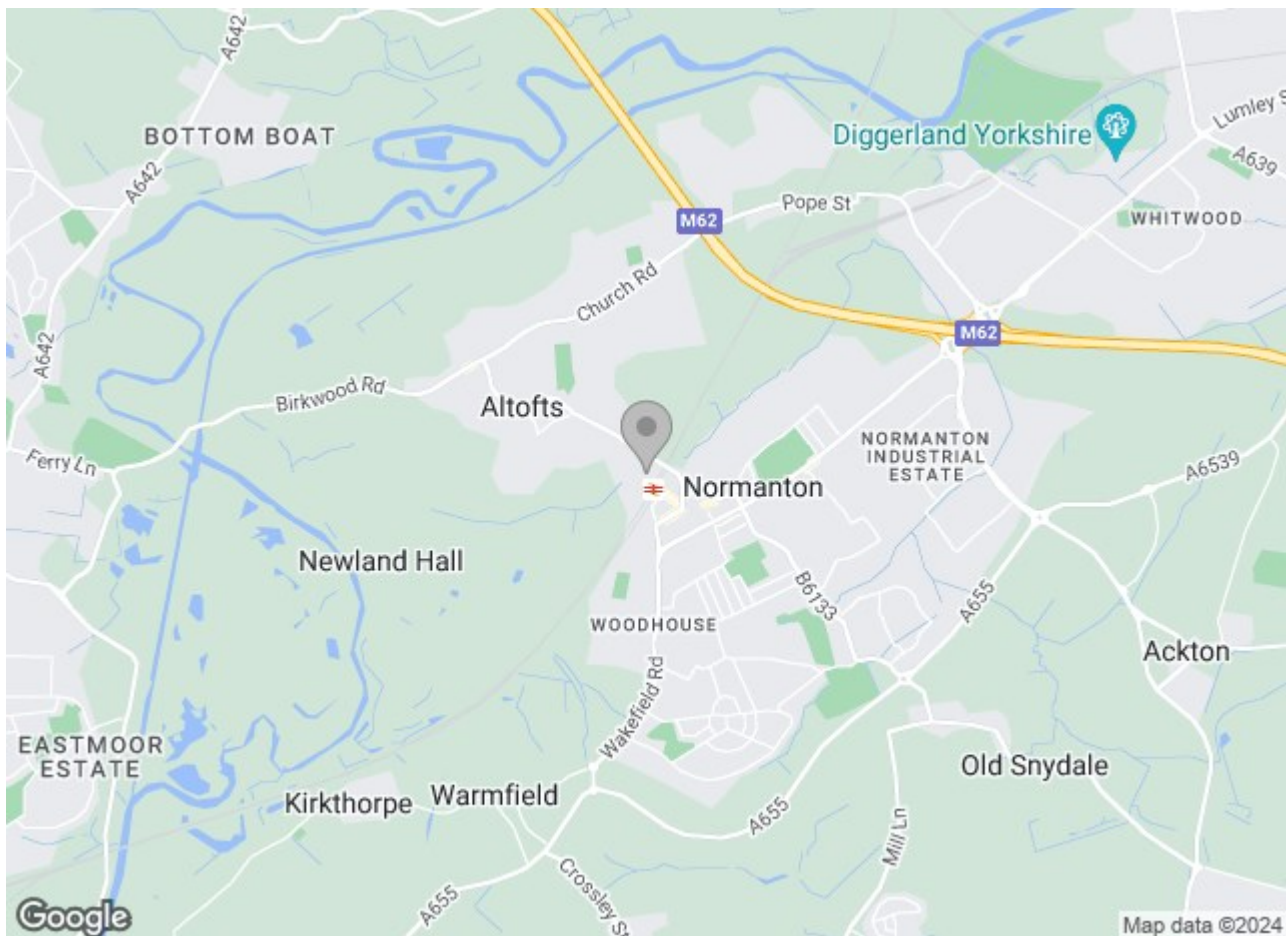 A642
BOTTOM BOAT
A642
Diggerland Yorkshire
Lumley S
A639
Pope St
WHITWOOD
M62
Church Rd
M62
A642
Birkwood Rd
Altofts
NORMANTON
INDUSTRIAL
ESTATE
Ferry Ln
A6539
Normanton
Newland Hall
B6133
A655
WOODHOUSE
Ackton
Wakefield Rd
EASTMOOR
ESTATE
Old Snydale
Kirkthorpe
Warmfield
A655
Mill Ln
Crossley St
A655
Google
Map data ©2024